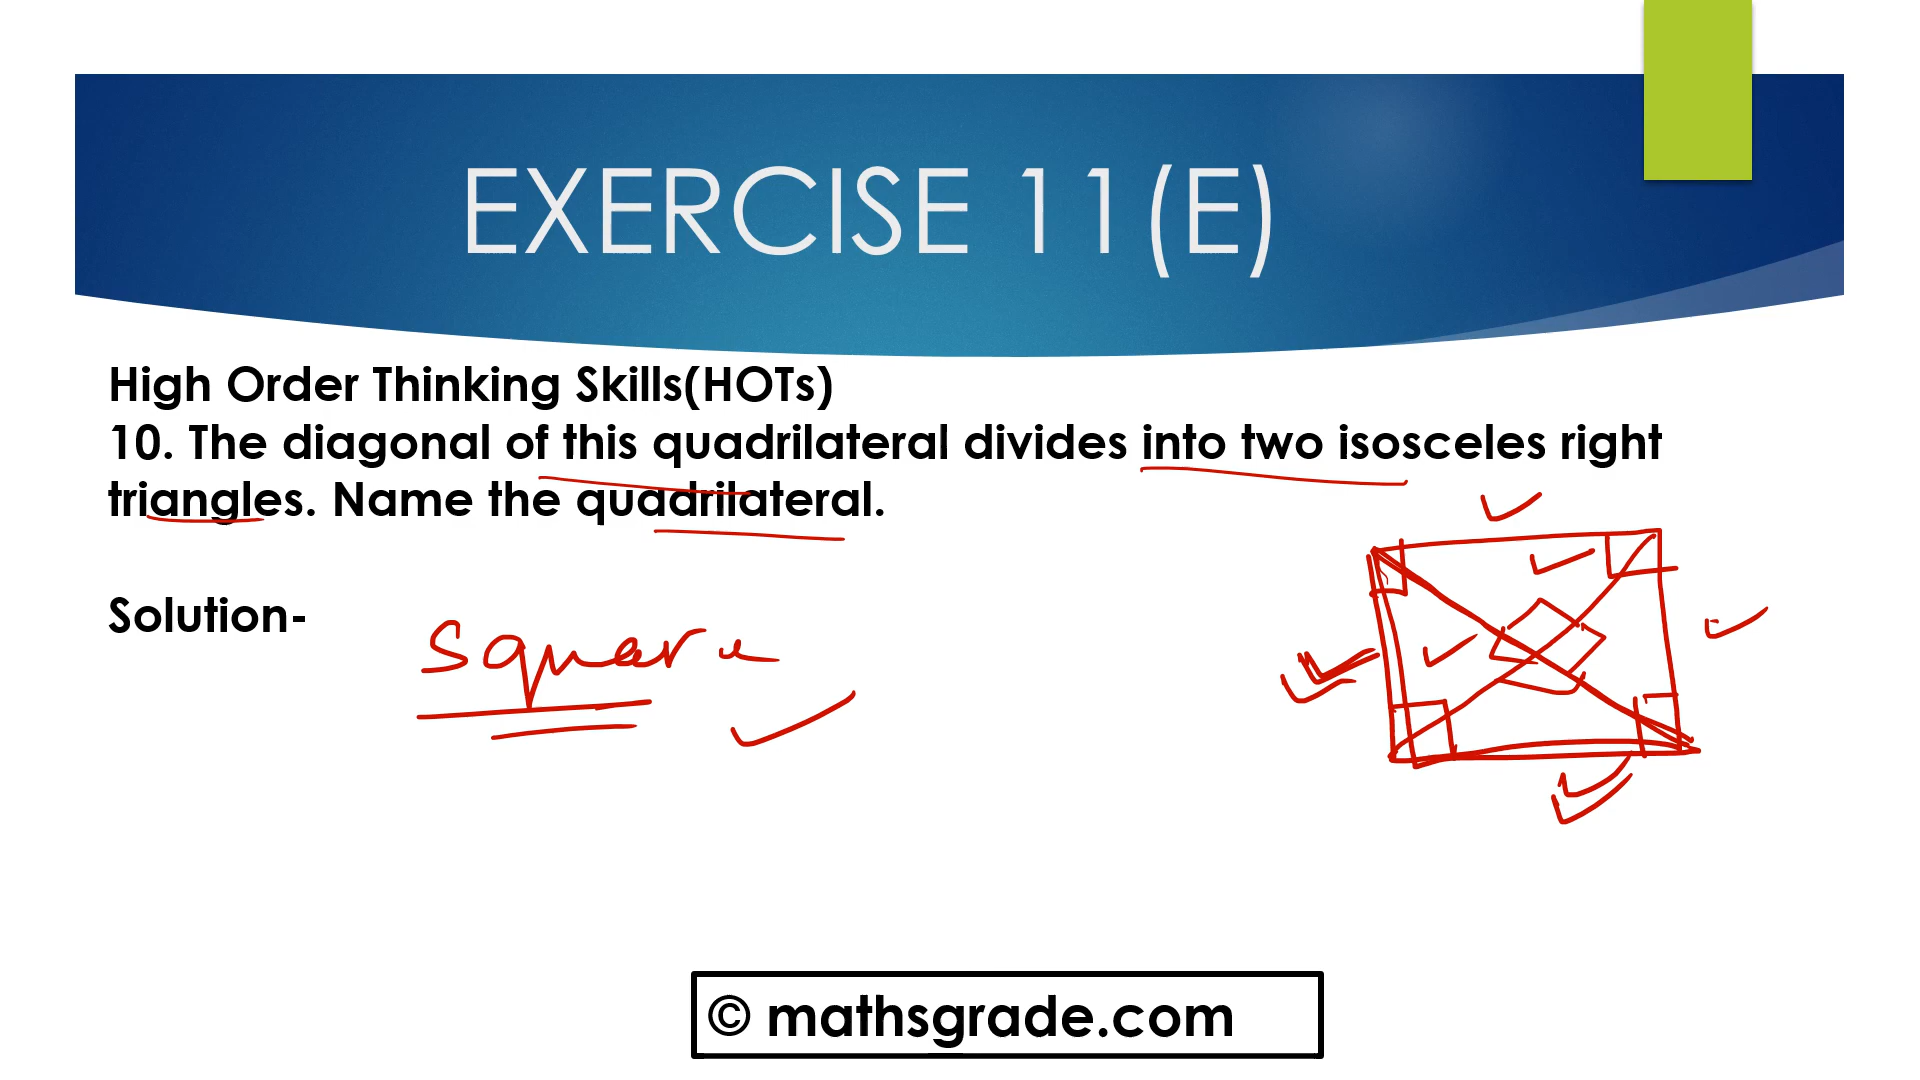 EXERCISE 11(E)
High Order Thinking Skills(HOTs)
10. The diagonal of this quadrilateral divides into two isosceles right
triangles. Name the quadrilateral.
Solution-
Square
© mathsgrade.com